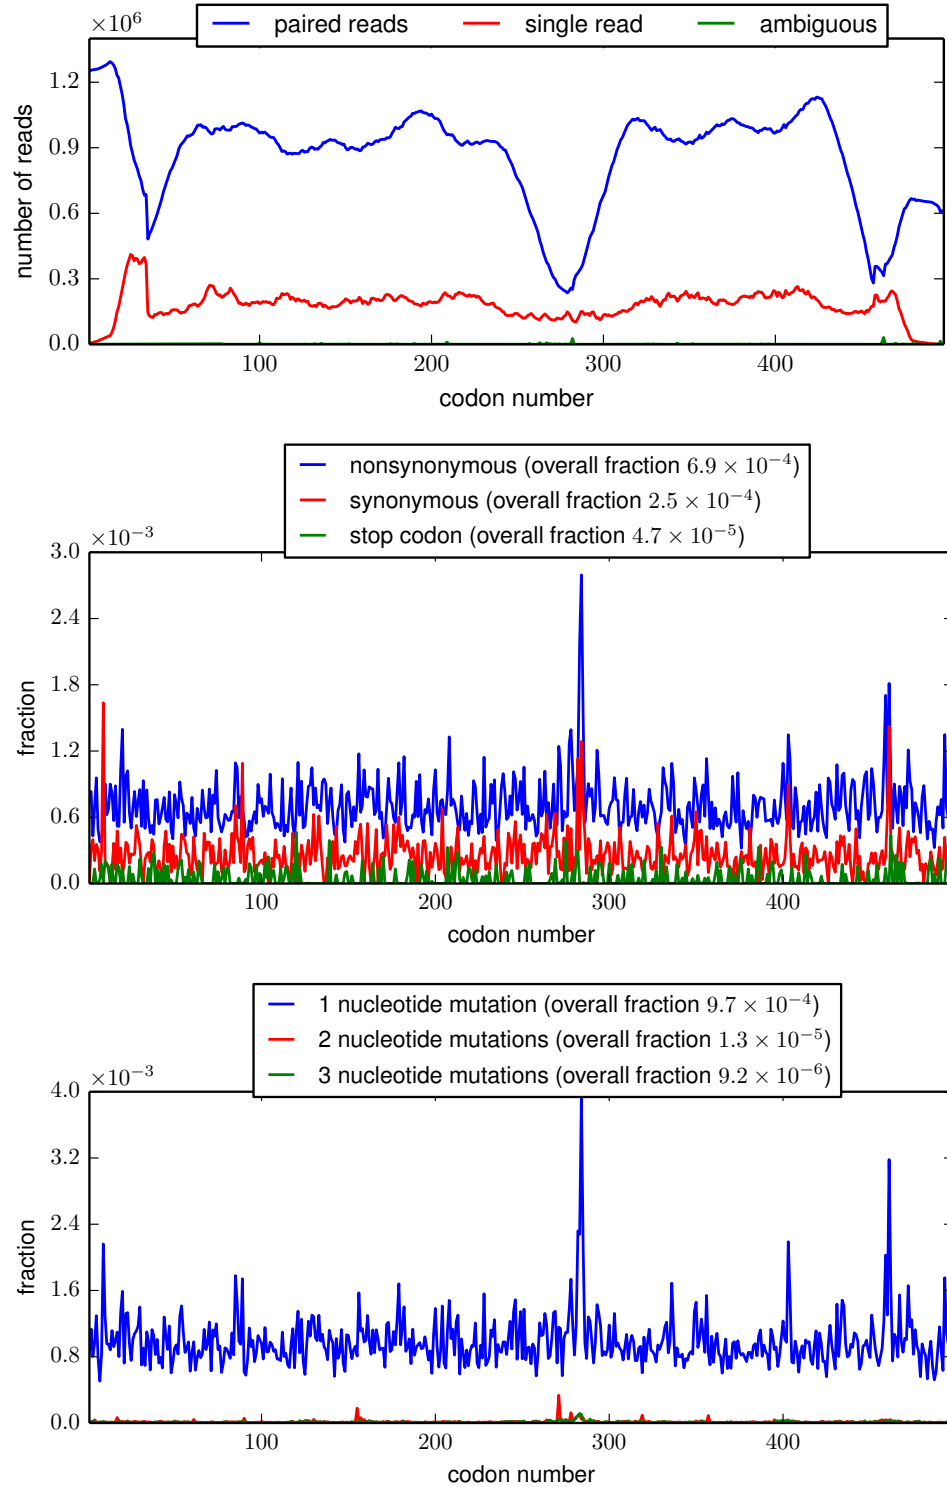 ×10⁶
paired reads single read ambiguous
1.2
0.9
0.6
0.3
0.0
number of reads
100 200 300 400
codon number
nonsynonymous (overall fraction 6.9 × 10⁻⁴)
synonymous (overall fraction 2.5 × 10⁻⁴)
stop codon (overall fraction 4.7 × 10⁻⁵)
×10⁻³
3.0
2.4
1.8
1.2
0.6
0.0
fraction
100 200 300 400
codon number
1 nucleotide mutation (overall fraction 9.7 × 10⁻⁴)
2 nucleotide mutations (overall fraction 1.3 × 10⁻⁵)
3 nucleotide mutations (overall fraction 9.2 × 10⁻⁶)
×10⁻³
4.0
3.2
2.4
1.6
0.8
0.0
fraction
100 200 300 400
codon number